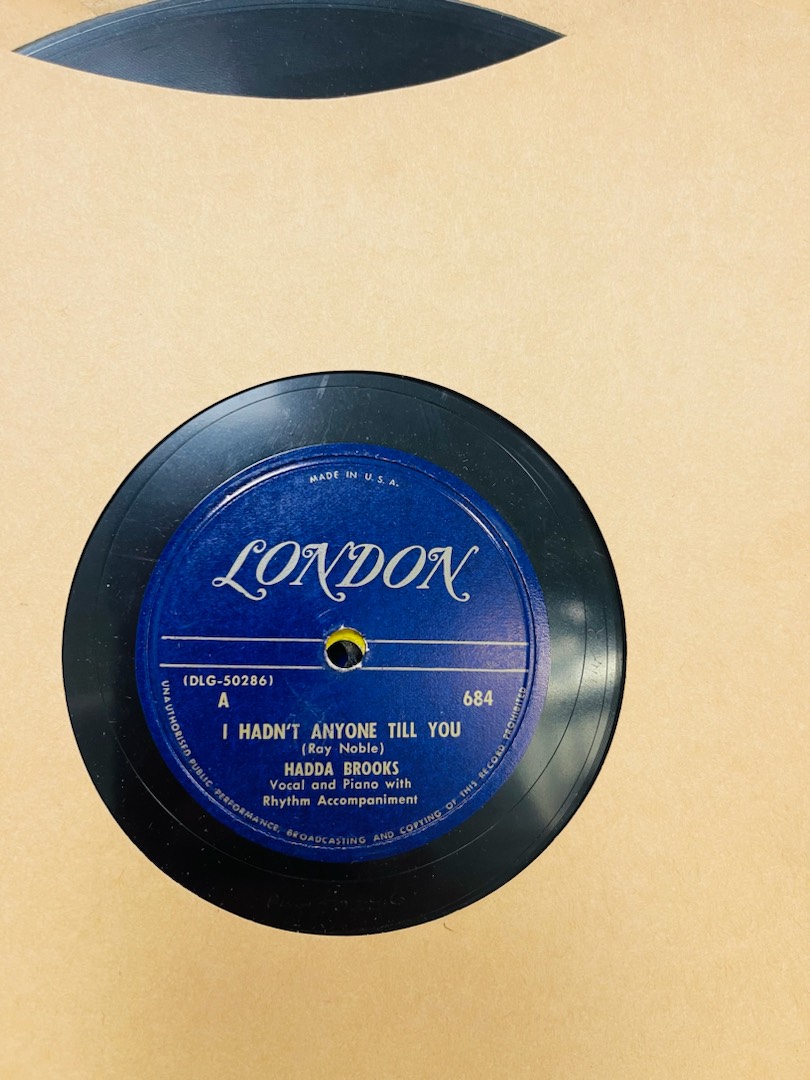 MADE IN U.S.A.
LONDON
(DLG-50286)
A 684
I HADN'T ANYONE TILL YOU
(Ray Noble)
HADDA BROOKS
Vocal and Piano with
Rhythm Accompaniment
UNAUTHORISED PUBLIC PERFORMANCE, BROADCASTING AND COPYING OF THIS RECORD PROHIBITED